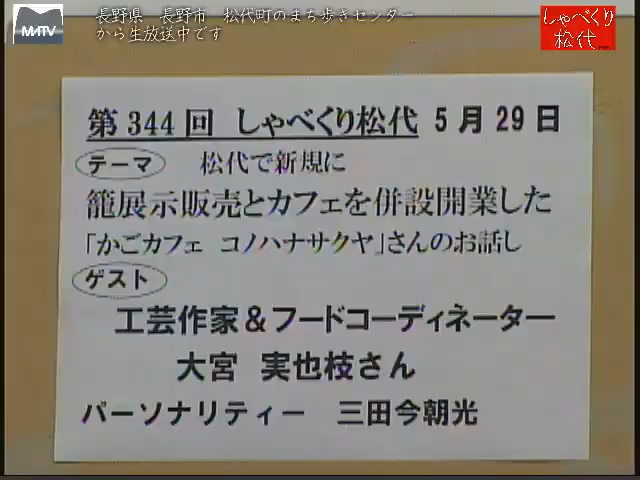 MATV
長野県　長野市　松代町のまち歩きセンター
から生放送中です
しゃべくり
松代
第344回 しゃべくり松代 5月29日
テーマ　松代で新規に
籠展示販売とカフェを併設開業した
「かごカフェ　コノハナサクヤ」さんのお話し
ゲスト
工芸作家＆フードコーディネーター
大宮　実也枝さん
パーソナリティー　三田今朝光